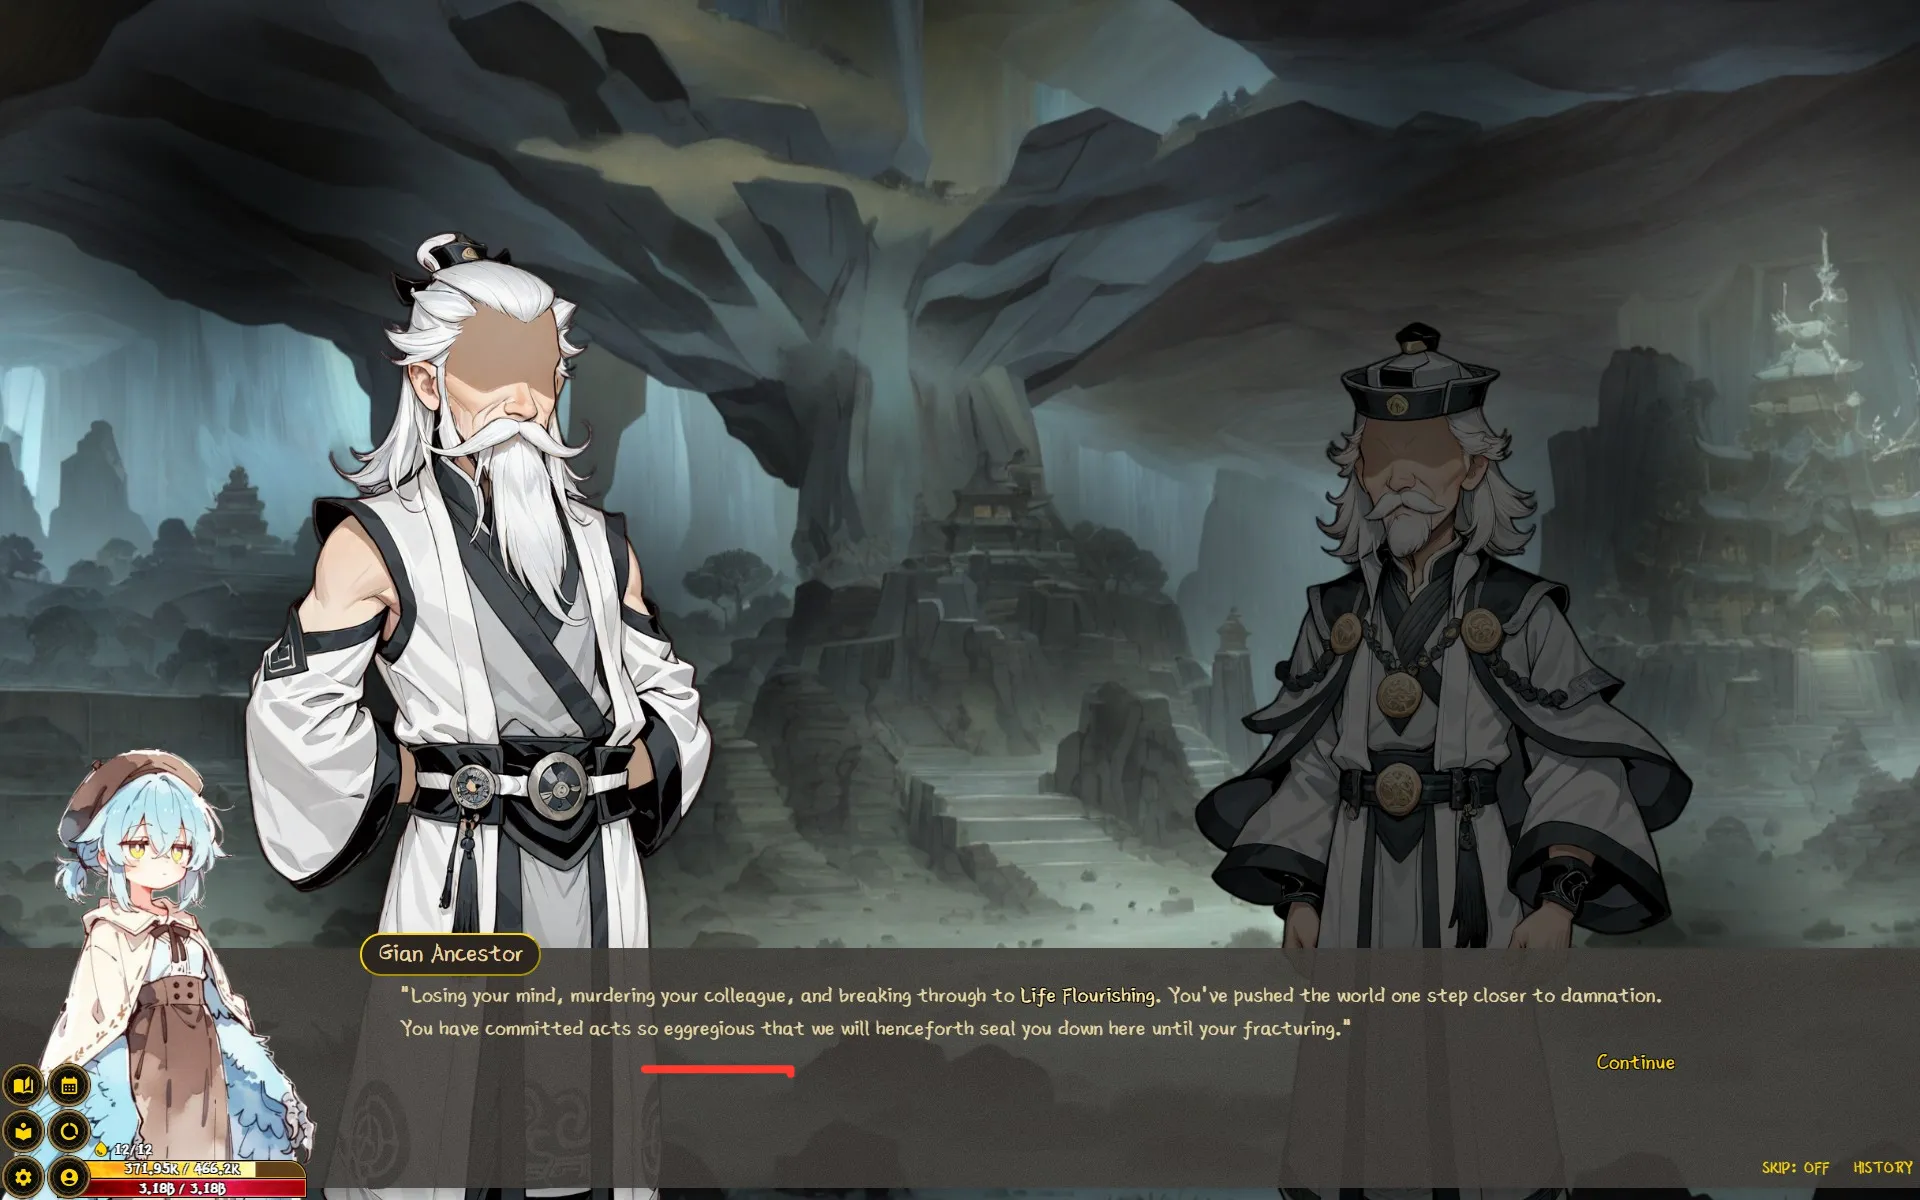 Gian Ancestor
"Losing your mind, murdering your colleague, and breaking through to Life Flourishing. You've pushed the world one step closer to damnation.
You have committed acts so eggregious that we will henceforth seal you down here until your fracturing."
Continue
12/12
371.95K / 466.2K
3.18B / 3.18B
SKIP: OFF HISTORY